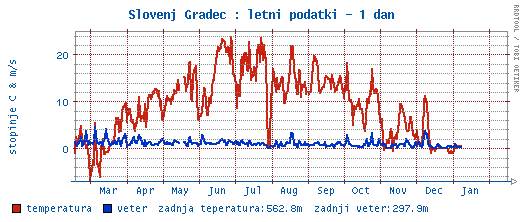 Slovenj Gradec : letni podatki - 1 dan
RRDTOOL / TOBI OETIKER
stopinje C & m/s
20
10
0
Mar Apr May Jun Jul Aug Sep Oct Nov Dec Jan
temperatura veter zadnja teperatura:562.8m zadnji veter:297.9m